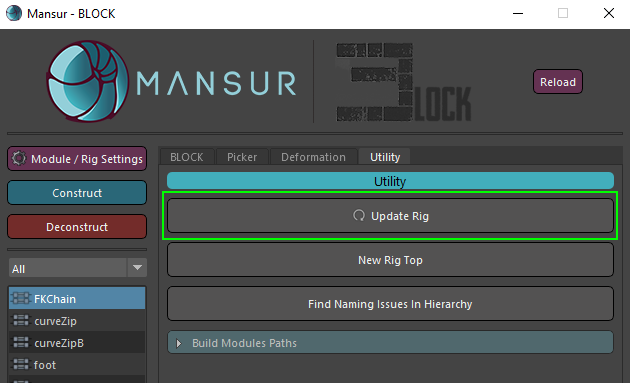 Mansur - BLOCK
MANSUR
BLOCK
Reload
Module / Rig Settings
Construct
Deconstruct
All
FKChain
curveZip
curveZipB
foot
BLOCK Picker Deformation Utility
Utility
Update Rig
New Rig Top
Find Naming Issues In Hierarchy
Build Modules Paths